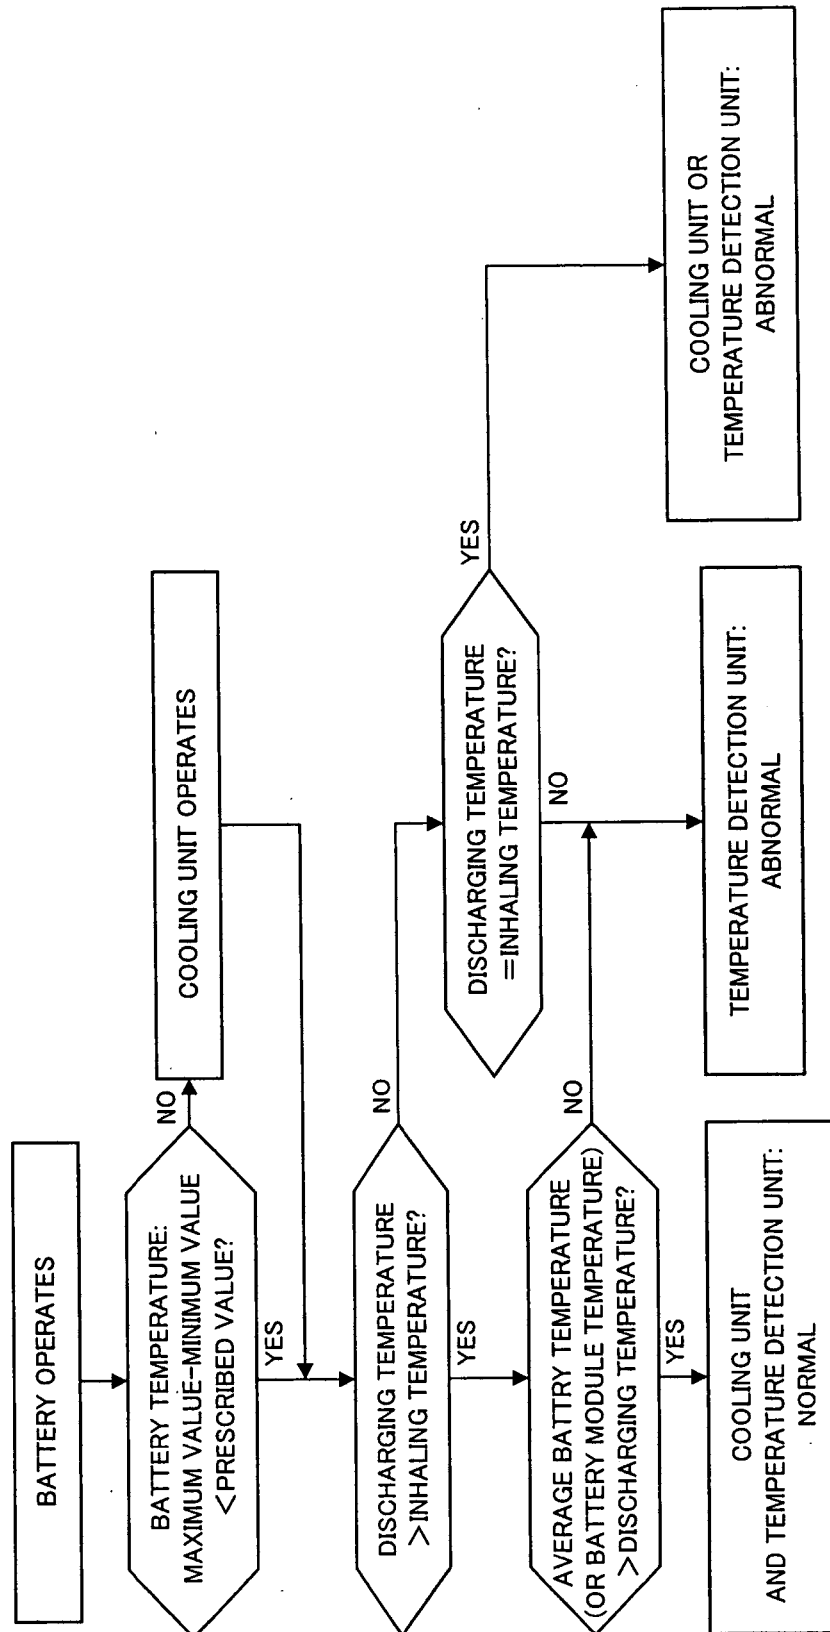 BATTERY OPERATES
BATTERY TEMPERATURE:
MAXIMUM VALUE-MINIMUM VALUE
<PRESCRIBED VALUE?
NO
COOLING UNIT OPERATES
YES
DISCHARGING TEMPERATURE
>INHALING TEMPERATURE?
NO
YES
DISCHARGING TEMPERATURE
=INHALING TEMPERATURE?
YES
NO
AVERAGE BATTRY TEMPERATURE
(OR BATTERY MODULE TEMPERATURE)
>DISCHARGING TEMPERATURE?
NO
YES
COOLING UNIT
AND TEMPERATURE DETECTION UNIT:
NORMAL
TEMPERATURE DETECTION UNIT:
ABNORMAL
COOLING UNIT OR
TEMPERATURE DETECTION UNIT:
ABNORMAL